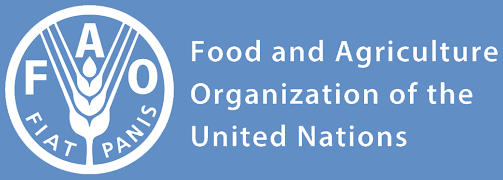 F A O
FIAT PANIS
Food and Agriculture
Organization of the
United Nations